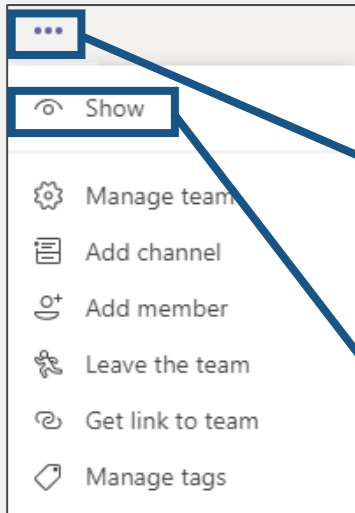 Show
Manage team
Add channel
Add member
Leave the team
Get link to team
Manage tags